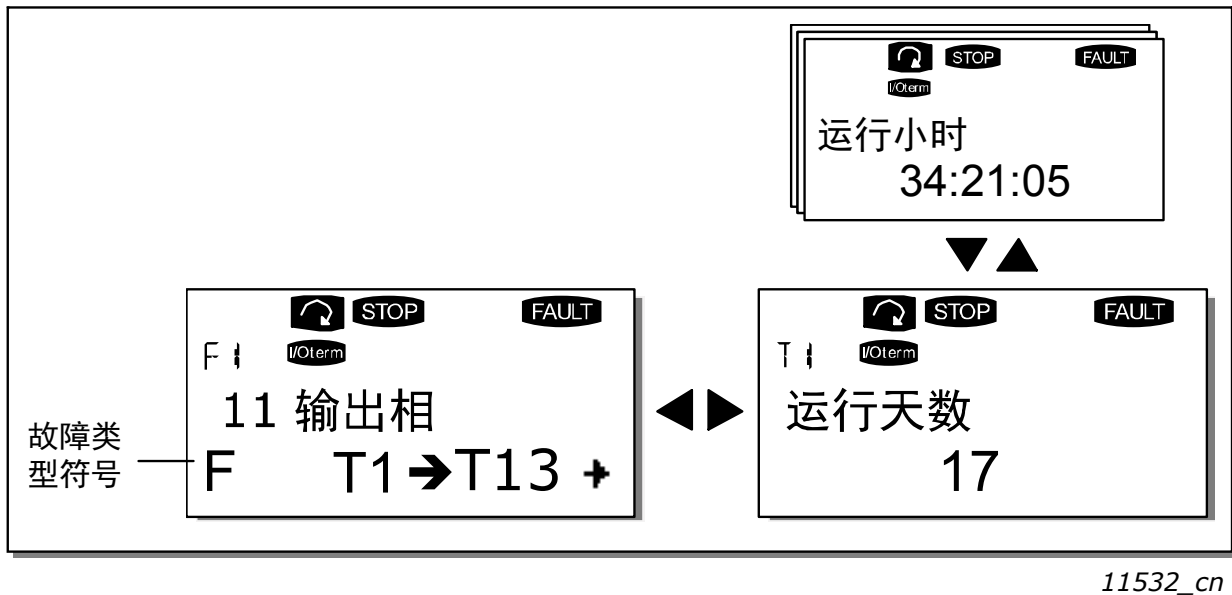 STOP FAULT
I/Oterm
运行小时
34:21:05
STOP FAULT
F1 I/Oterm
11 输出相
F T1➔T13
故障类
型符号
STOP FAULT
T1 I/Oterm
运行天数
17
11532_cn